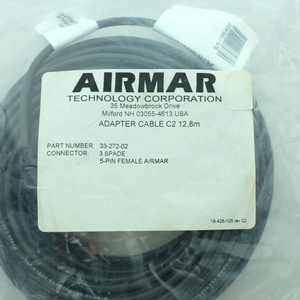 AIRMAR
TECHNOLOGY CORPORATION
35 Meadowbrook Drive
Milford NH 03055-4613 USA
ADAPTER CABLE C2 12,8m
PART NUMBER: 33-272-02
CONNECTOR: 3 SPADE
5-PIN FEMALE AIRMAR
18-428-105 rev 02